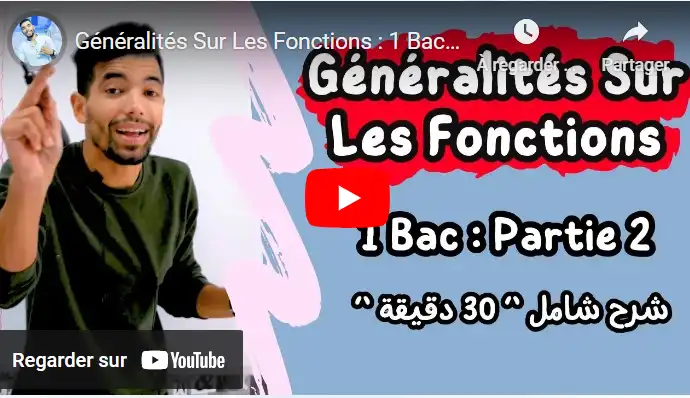 Généralités Sur Les Fonctions : 1 Bac...
À regarder ...
Partager
Généralités Sur
Les Fonctions
1 Bac : Partie 2
شرح شامل " 30 دقيقة "
Regarder sur YouTube